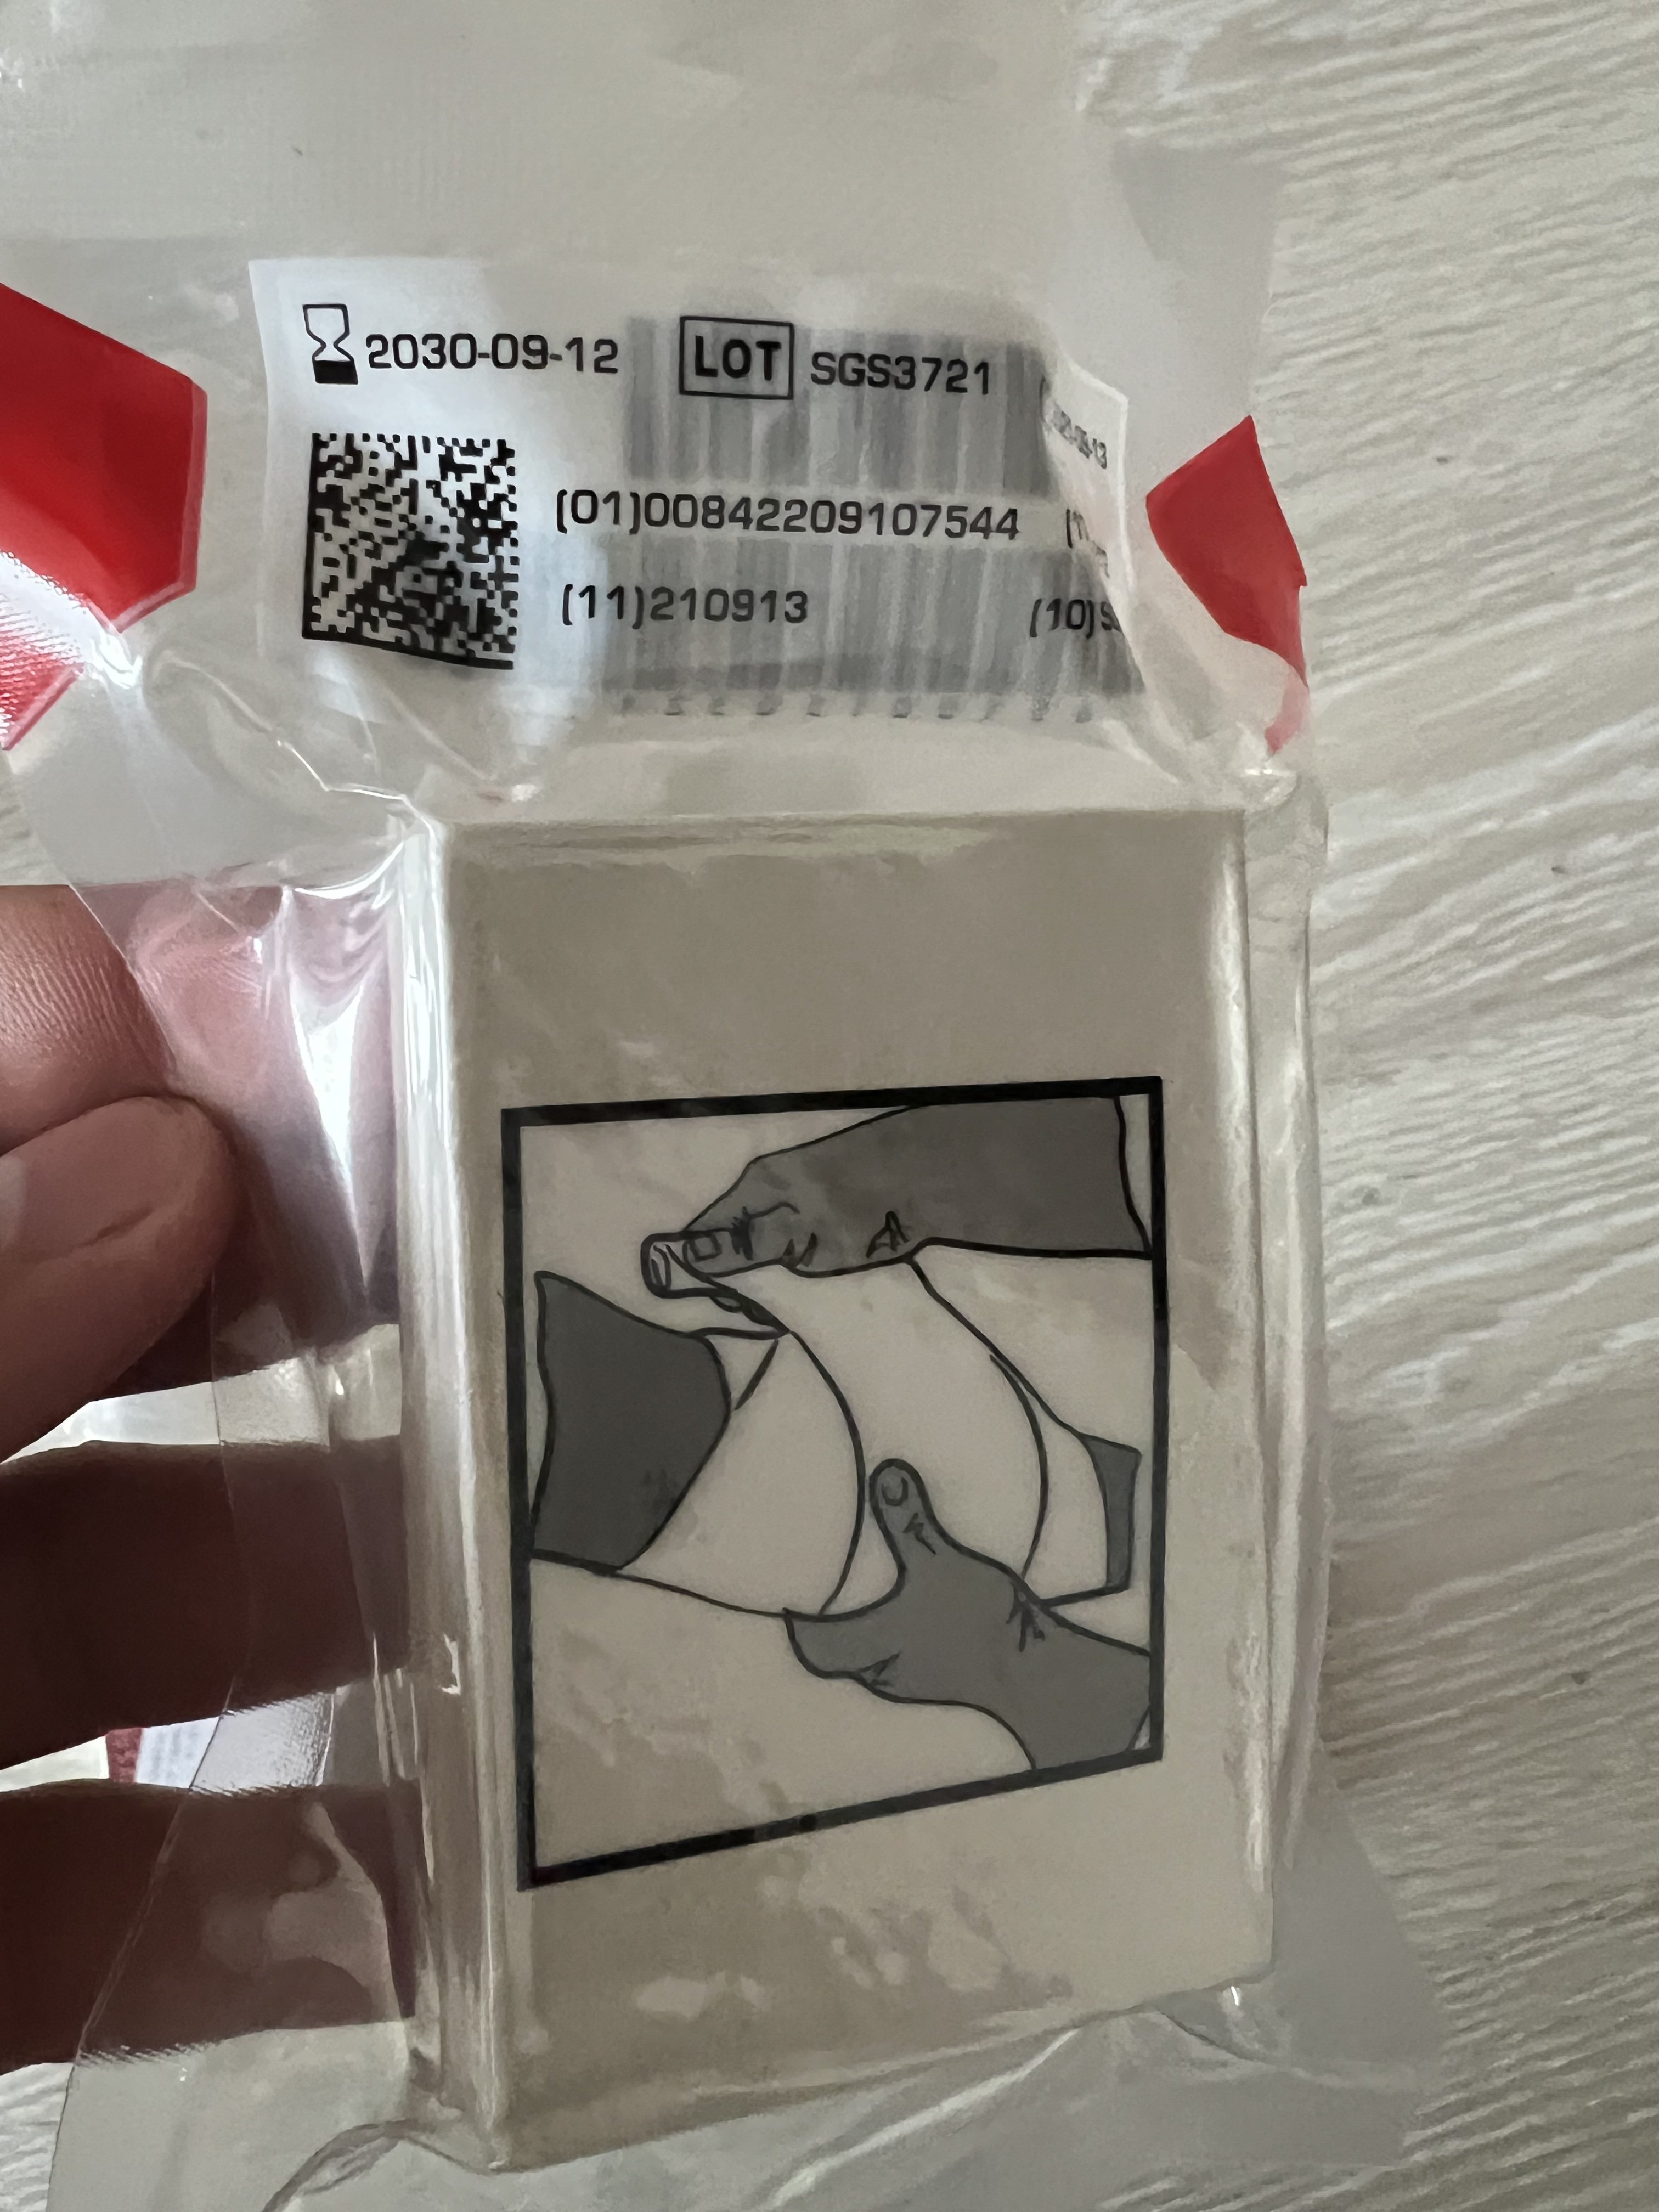 2030-09-12 LOT SGS3721
(01)00842209107544
(11)210913 (10)S